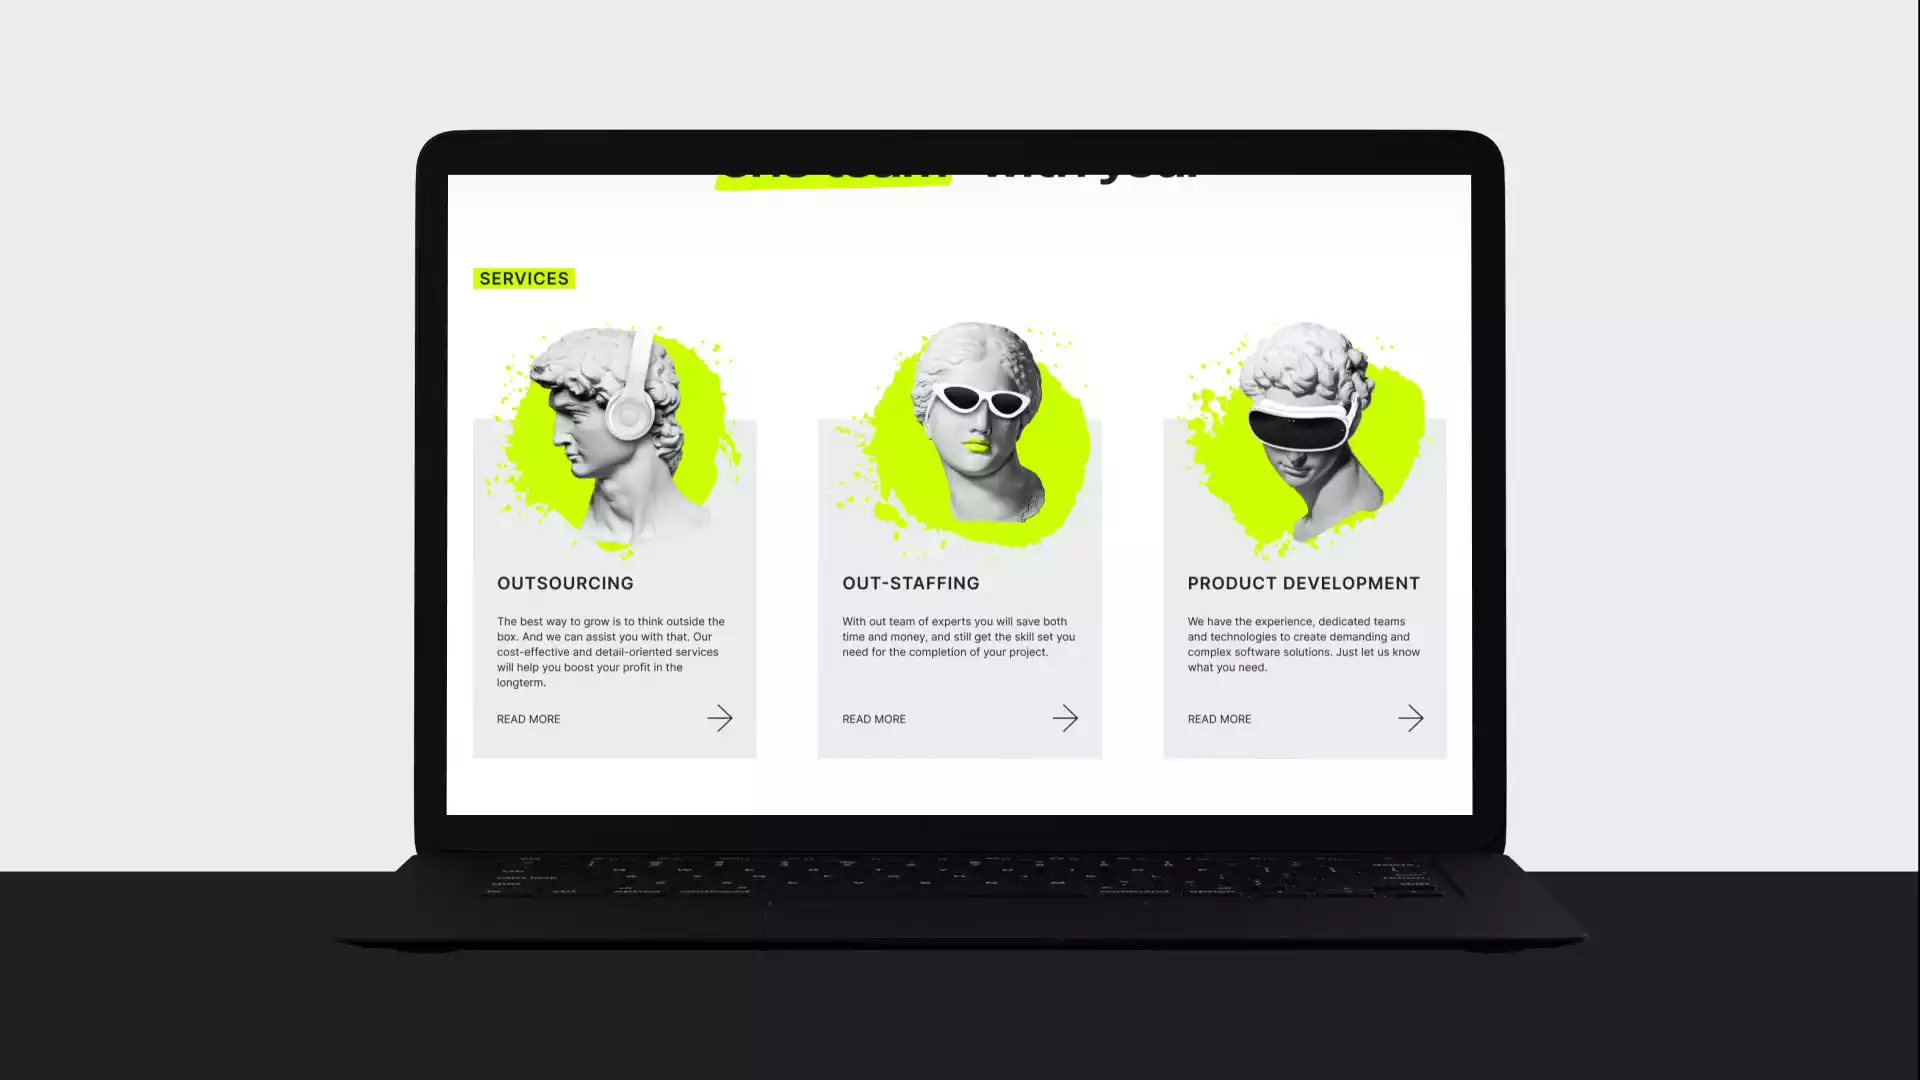 one team with your
SERVICES
OUTSOURCING
The best way to grow is to think outside the
box. And we can assist you with that. Our
cost-effective and detail-oriented services
will help you boost your profit in the
longterm.
READ MORE
OUT-STAFFING
With out team of experts you will save both
time and money, and still get the skill set you
need for the completion of your project.
READ MORE
PRODUCT DEVELOPMENT
We have the experience, dedicated teams
and technologies to create demanding and
complex software solutions. Just let us know
what you need.
READ MORE